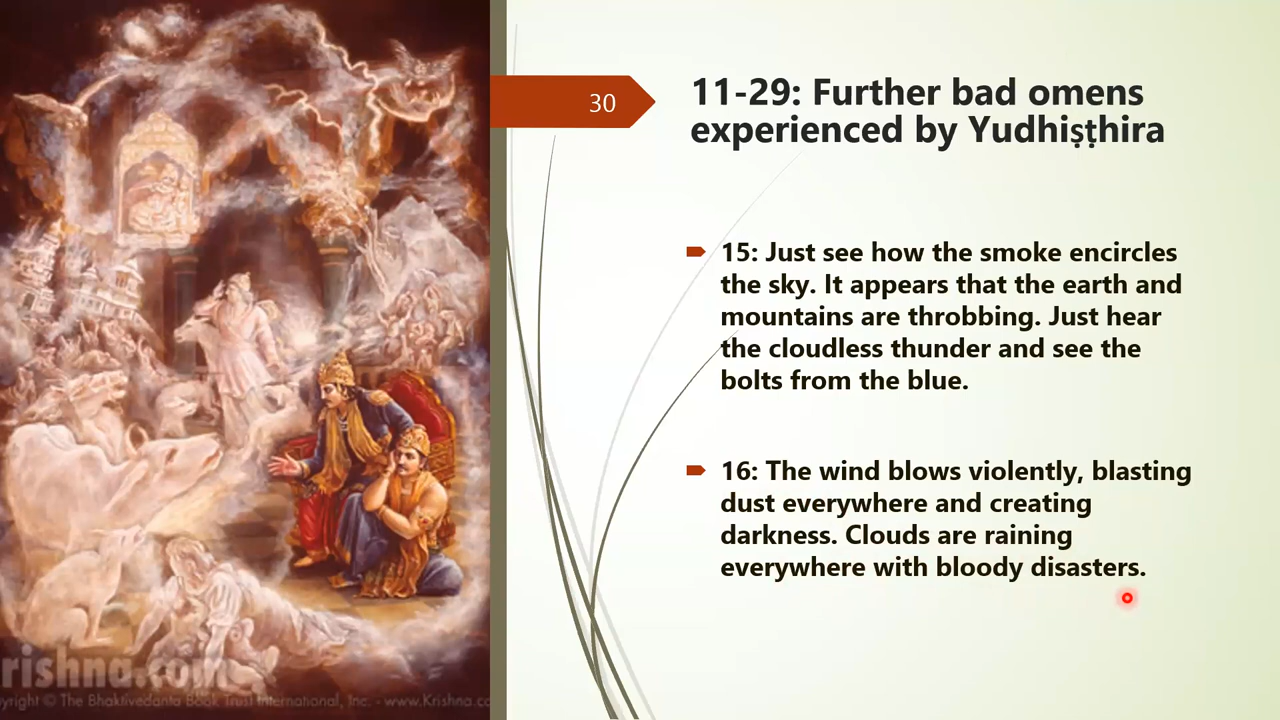 30
11-29: Further bad omens
experienced by Yudhiṣṭhira
15: Just see how the smoke encircles
the sky. It appears that the earth and
mountains are throbbing. Just hear
the cloudless thunder and see the
bolts from the blue.
16: The wind blows violently, blasting
dust everywhere and creating
darkness. Clouds are raining
everywhere with bloody disasters.
rishna.com
yright © The Bhaktivedanta Book Trust International, Inc. - www.Krishna.co